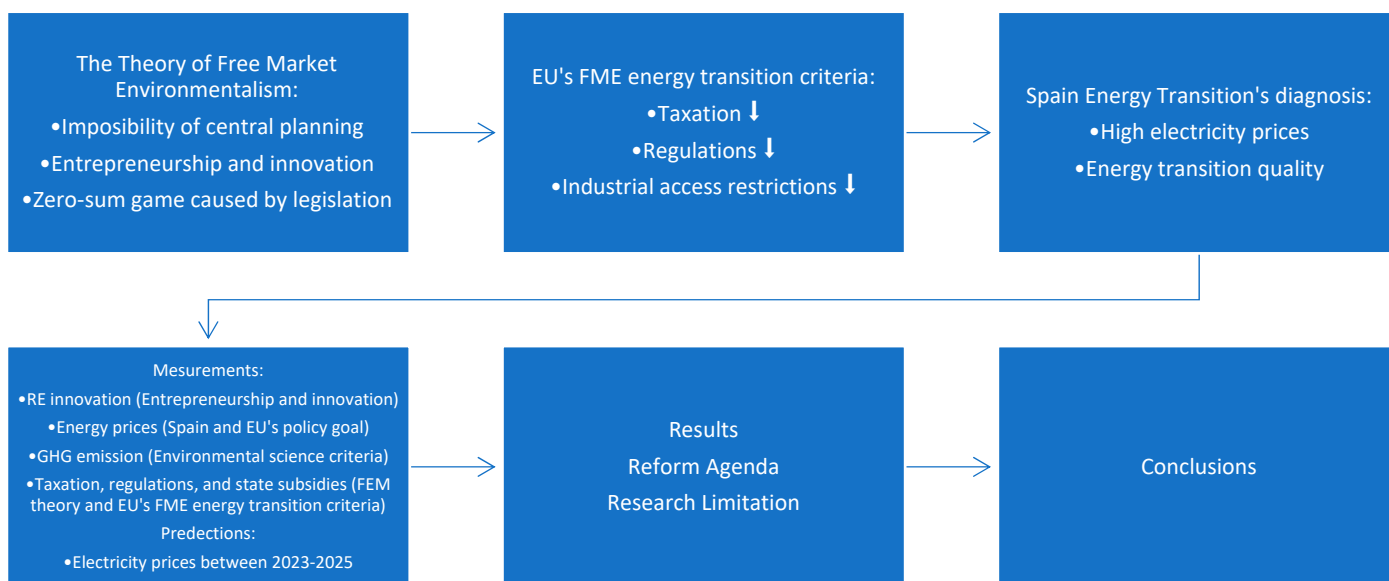 The Theory of Free Market
Environmentalism:
•Imposibility of central planning
•Entrepreneurship and innovation
•Zero-sum game caused by legislation
EU's FME energy transition criteria:
•Taxation ⬇
•Regulations ⬇
•Industrial access restrictions ⬇
Spain Energy Transition's diagnosis:
•High electricity prices
•Energy transition quality
Mesurements:
•RE innovation (Entrepreneurship and innovation)
•Energy prices (Spain and EU's policy goal)
•GHG emission (Environmental science criteria)
•Taxation, regulations, and state subsidies (FEM
theory and EU's FME energy transition criteria)
Predections:
•Electricity prices between 2023-2025
Results
Reform Agenda
Research Limitation
Conclusions